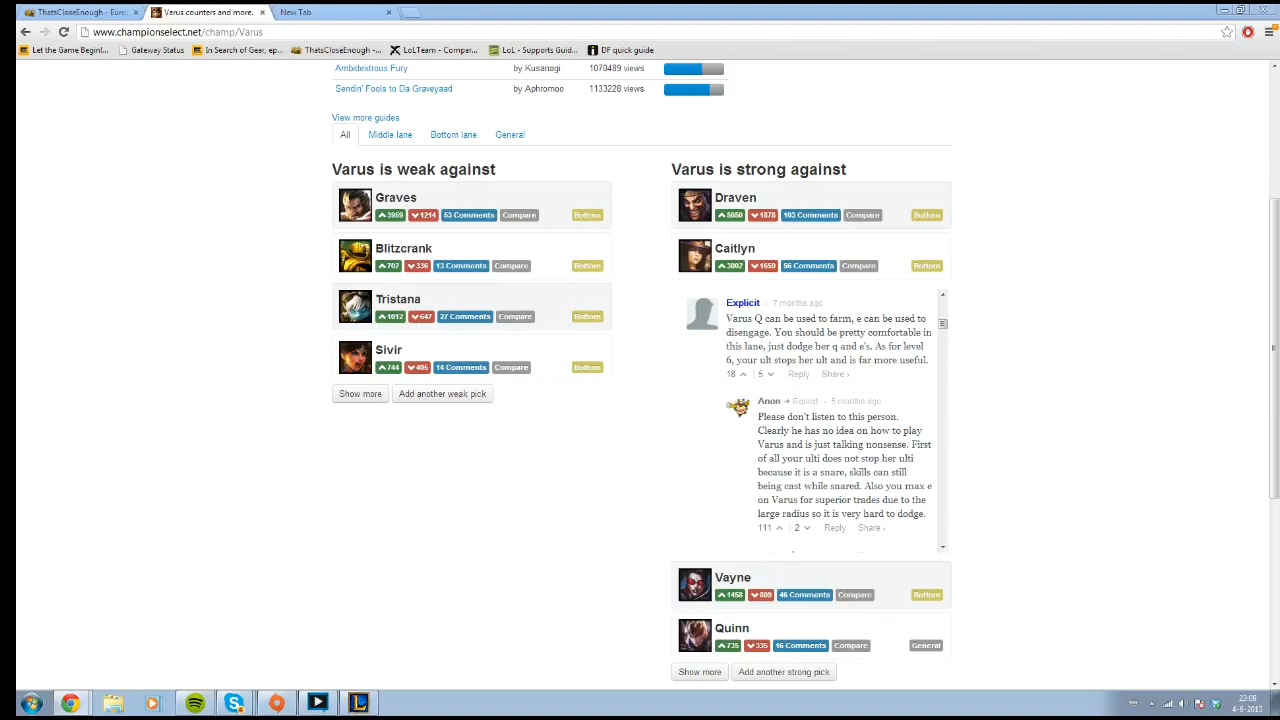 ThatsCloseEnough - Euro
Varus counters and more.
New Tab
www.championselect.net/champ/Varus
Let the Game Beginl...
Gateway Status
In Search of Gear, ep...
ThatsCloseEnough -...
LoLTeam - Compar...
LoL - Supports Guid...
DF quick guide
Ambidextrous Fury by Kusanagi 1070489 views
Sendin' Fools to Da Graveyaad by Aphromoo 1133228 views
View more guides
All Middle lane Bottom lane General
Varus is weak against
Graves
3959 1214 53 Comments Compare Bottom
Blitzcrank
702 336 13 Comments Compare Bottom
Tristana
1012 647 27 Comments Compare Bottom
Sivir
744 405 14 Comments Compare Bottom
Show more Add another weak pick
Varus is strong against
Draven
5050 1878 103 Comments Compare Bottom
Caitlyn
3002 1659 56 Comments Compare Bottom
Explicit · 7 months ago
Varus Q can be used to farm, e can be used to
disengage. You should be pretty comfortable in
this lane, just dodge her q and e's. As for level
6, your ult stops her ult and is far more useful.
18 5 Reply Share ›
Anon Explicit · 5 months ago
Please don't listen to this person.
Clearly he has no idea on how to play
Varus and is just talking nonsense. First
of all your ulti does not stop her ulti
because it is a snare, skills can still
being cast while snared. Also you max e
on Varus for superior trades due to the
large radius so it is very hard to dodge.
111 2 Reply Share ›
Vayne
1458 809 46 Comments Compare Bottom
Quinn
735 335 16 Comments Compare General
Show more Add another strong pick
23:09
4-6-2013